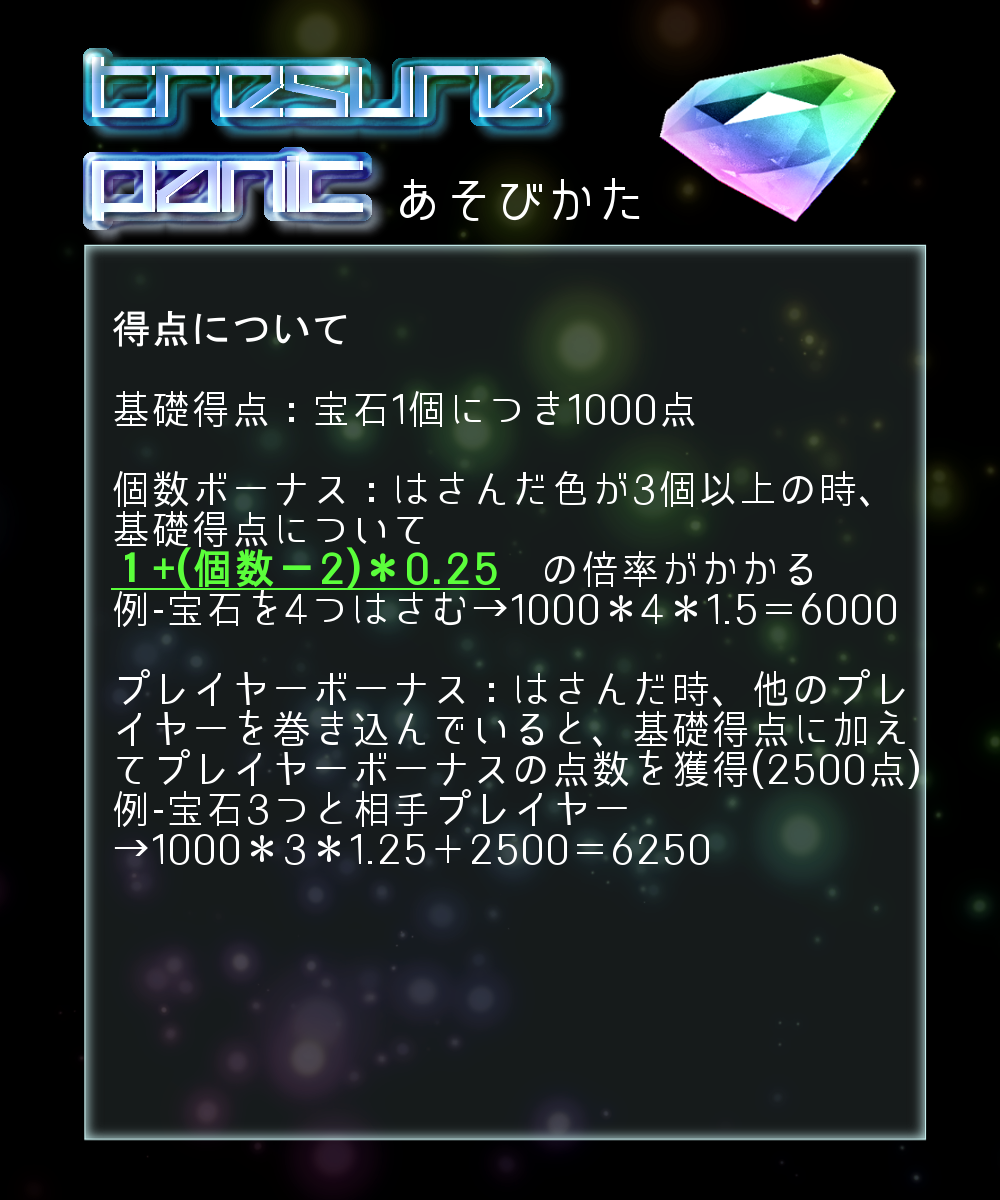 tresure
panic あそびかた
得点について
基礎得点：宝石1個につき1000点
個数ボーナス：はさんだ色が3個以上の時、
基礎得点について
1+(個数－2)＊0.25　の倍率がかかる
例-宝石を4つはさむ→1000＊4＊1.5＝6000
プレイヤーボーナス：はさんだ時、他のプレ
イヤーを巻き込んでいると、基礎得点に加え
てプレイヤーボーナスの点数を獲得(2500点)
例-宝石3つと相手プレイヤー
→1000＊3＊1.25＋2500＝6250